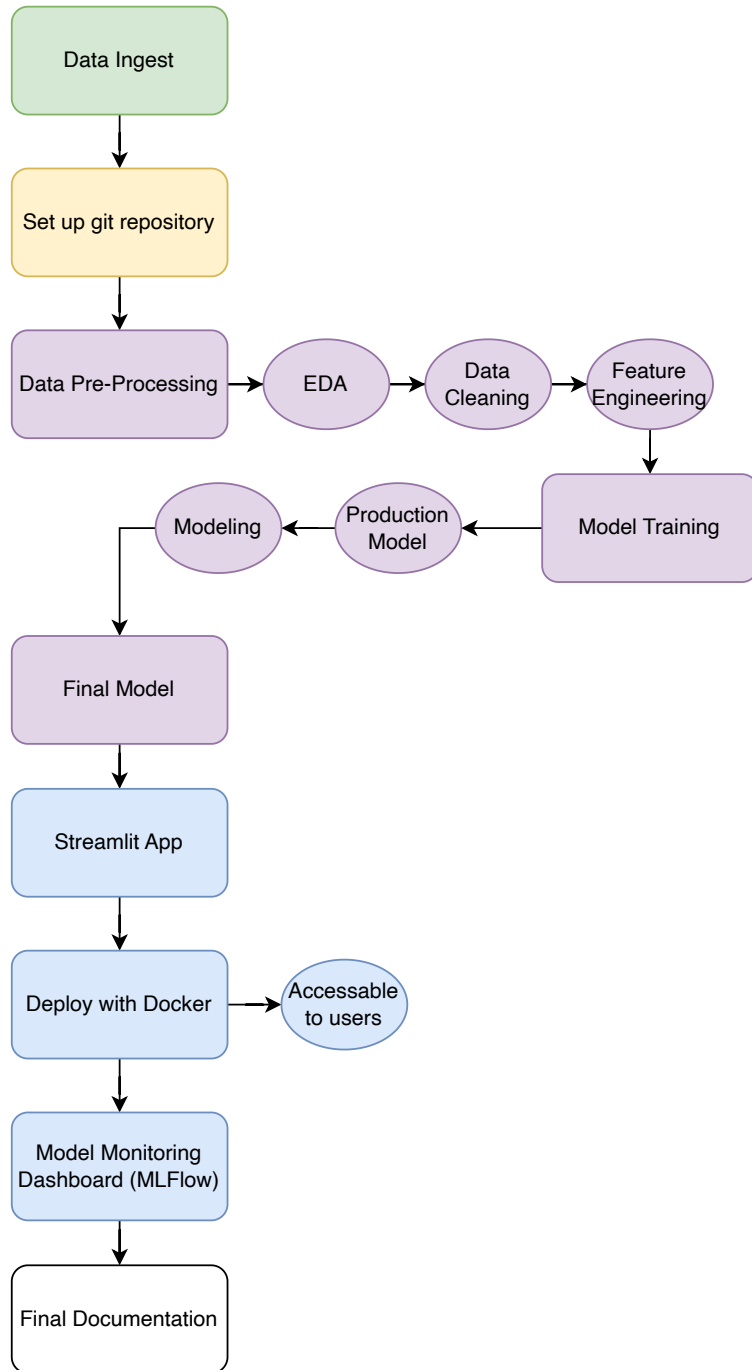 Data Ingest
Set up git repository
Data Pre-Processing
EDA
Data
Cleaning
Feature
Engineering
Model Training
Production
Model
Modeling
Final Model
Streamlit App
Deploy with Docker
Accessable
to users
Model Monitoring
Dashboard (MLFlow)
Final Documentation